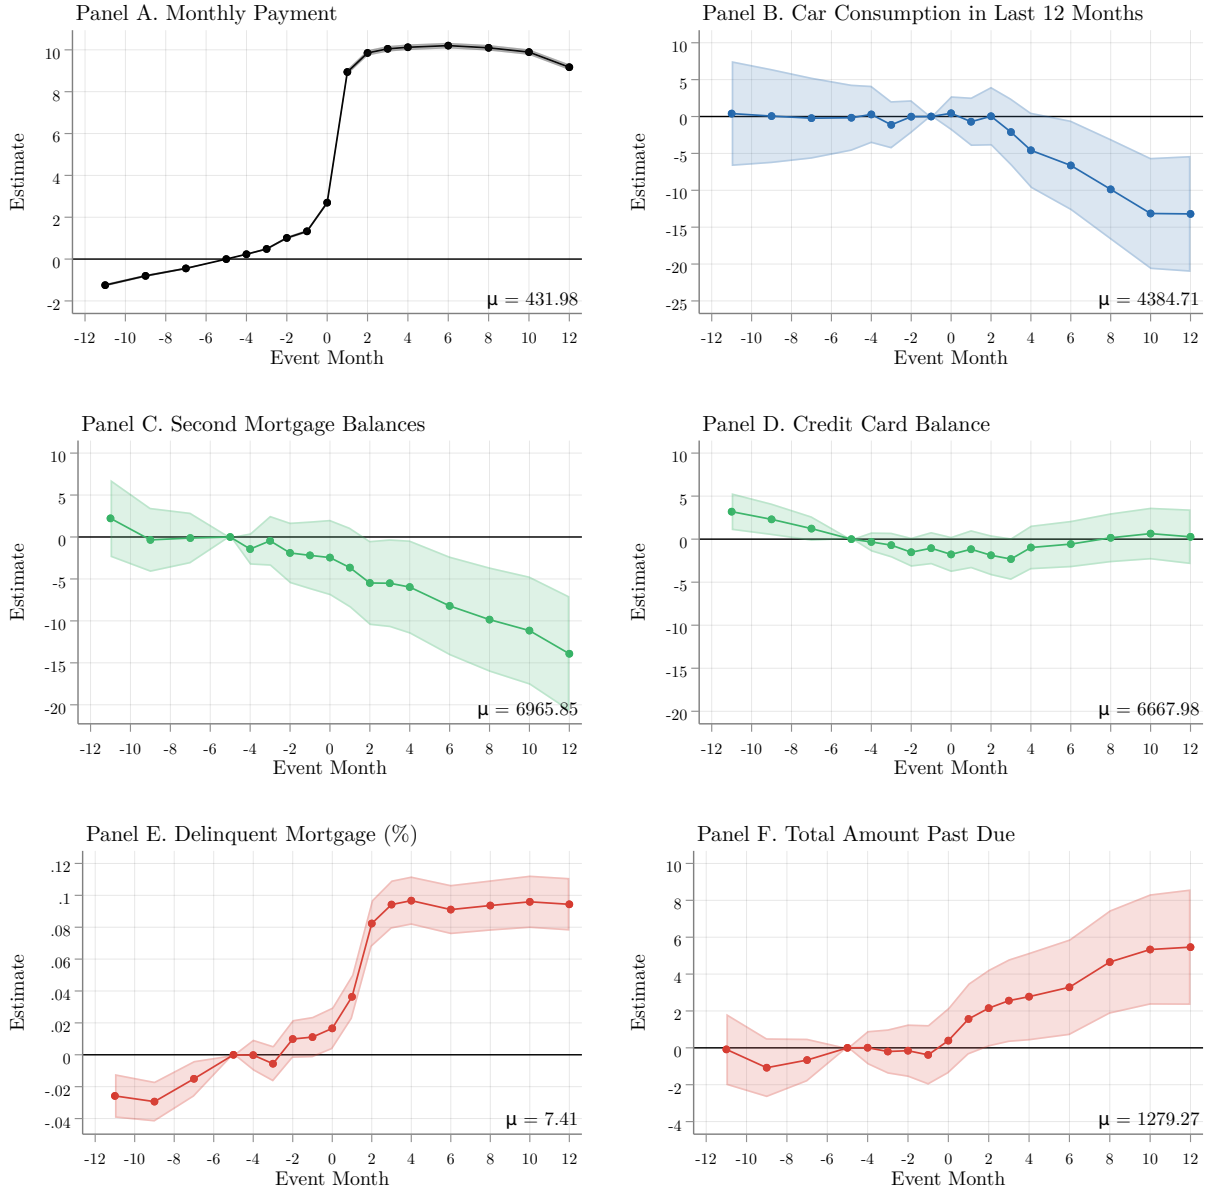 Panel A. Monthly Payment
Estimate
10
8
6
4
2
0
-2
μ = 431.98
-12 -10 -8 -6 -4 -2 0 2 4 6 8 10 12
Event Month
Panel B. Car Consumption in Last 12 Months
Estimate
10
5
0
-5
-10
-15
-20
-25
μ = 4384.71
-12 -10 -8 -6 -4 -2 0 2 4 6 8 10 12
Event Month
Panel C. Second Mortgage Balances
Estimate
10
5
0
-5
-10
-15
-20
μ = 6965.85
-12 -10 -8 -6 -4 -2 0 2 4 6 8 10 12
Event Month
Panel D. Credit Card Balance
Estimate
10
5
0
-5
-10
-15
-20
μ = 6667.98
-12 -10 -8 -6 -4 -2 0 2 4 6 8 10 12
Event Month
Panel E. Delinquent Mortgage (%)
Estimate
.12
.1
.08
.06
.04
.02
0
-.02
-.04
μ = 7.41
-12 -10 -8 -6 -4 -2 0 2 4 6 8 10 12
Event Month
Panel F. Total Amount Past Due
Estimate
10
8
6
4
2
0
-2
-4
μ = 1279.27
-12 -10 -8 -6 -4 -2 0 2 4 6 8 10 12
Event Month